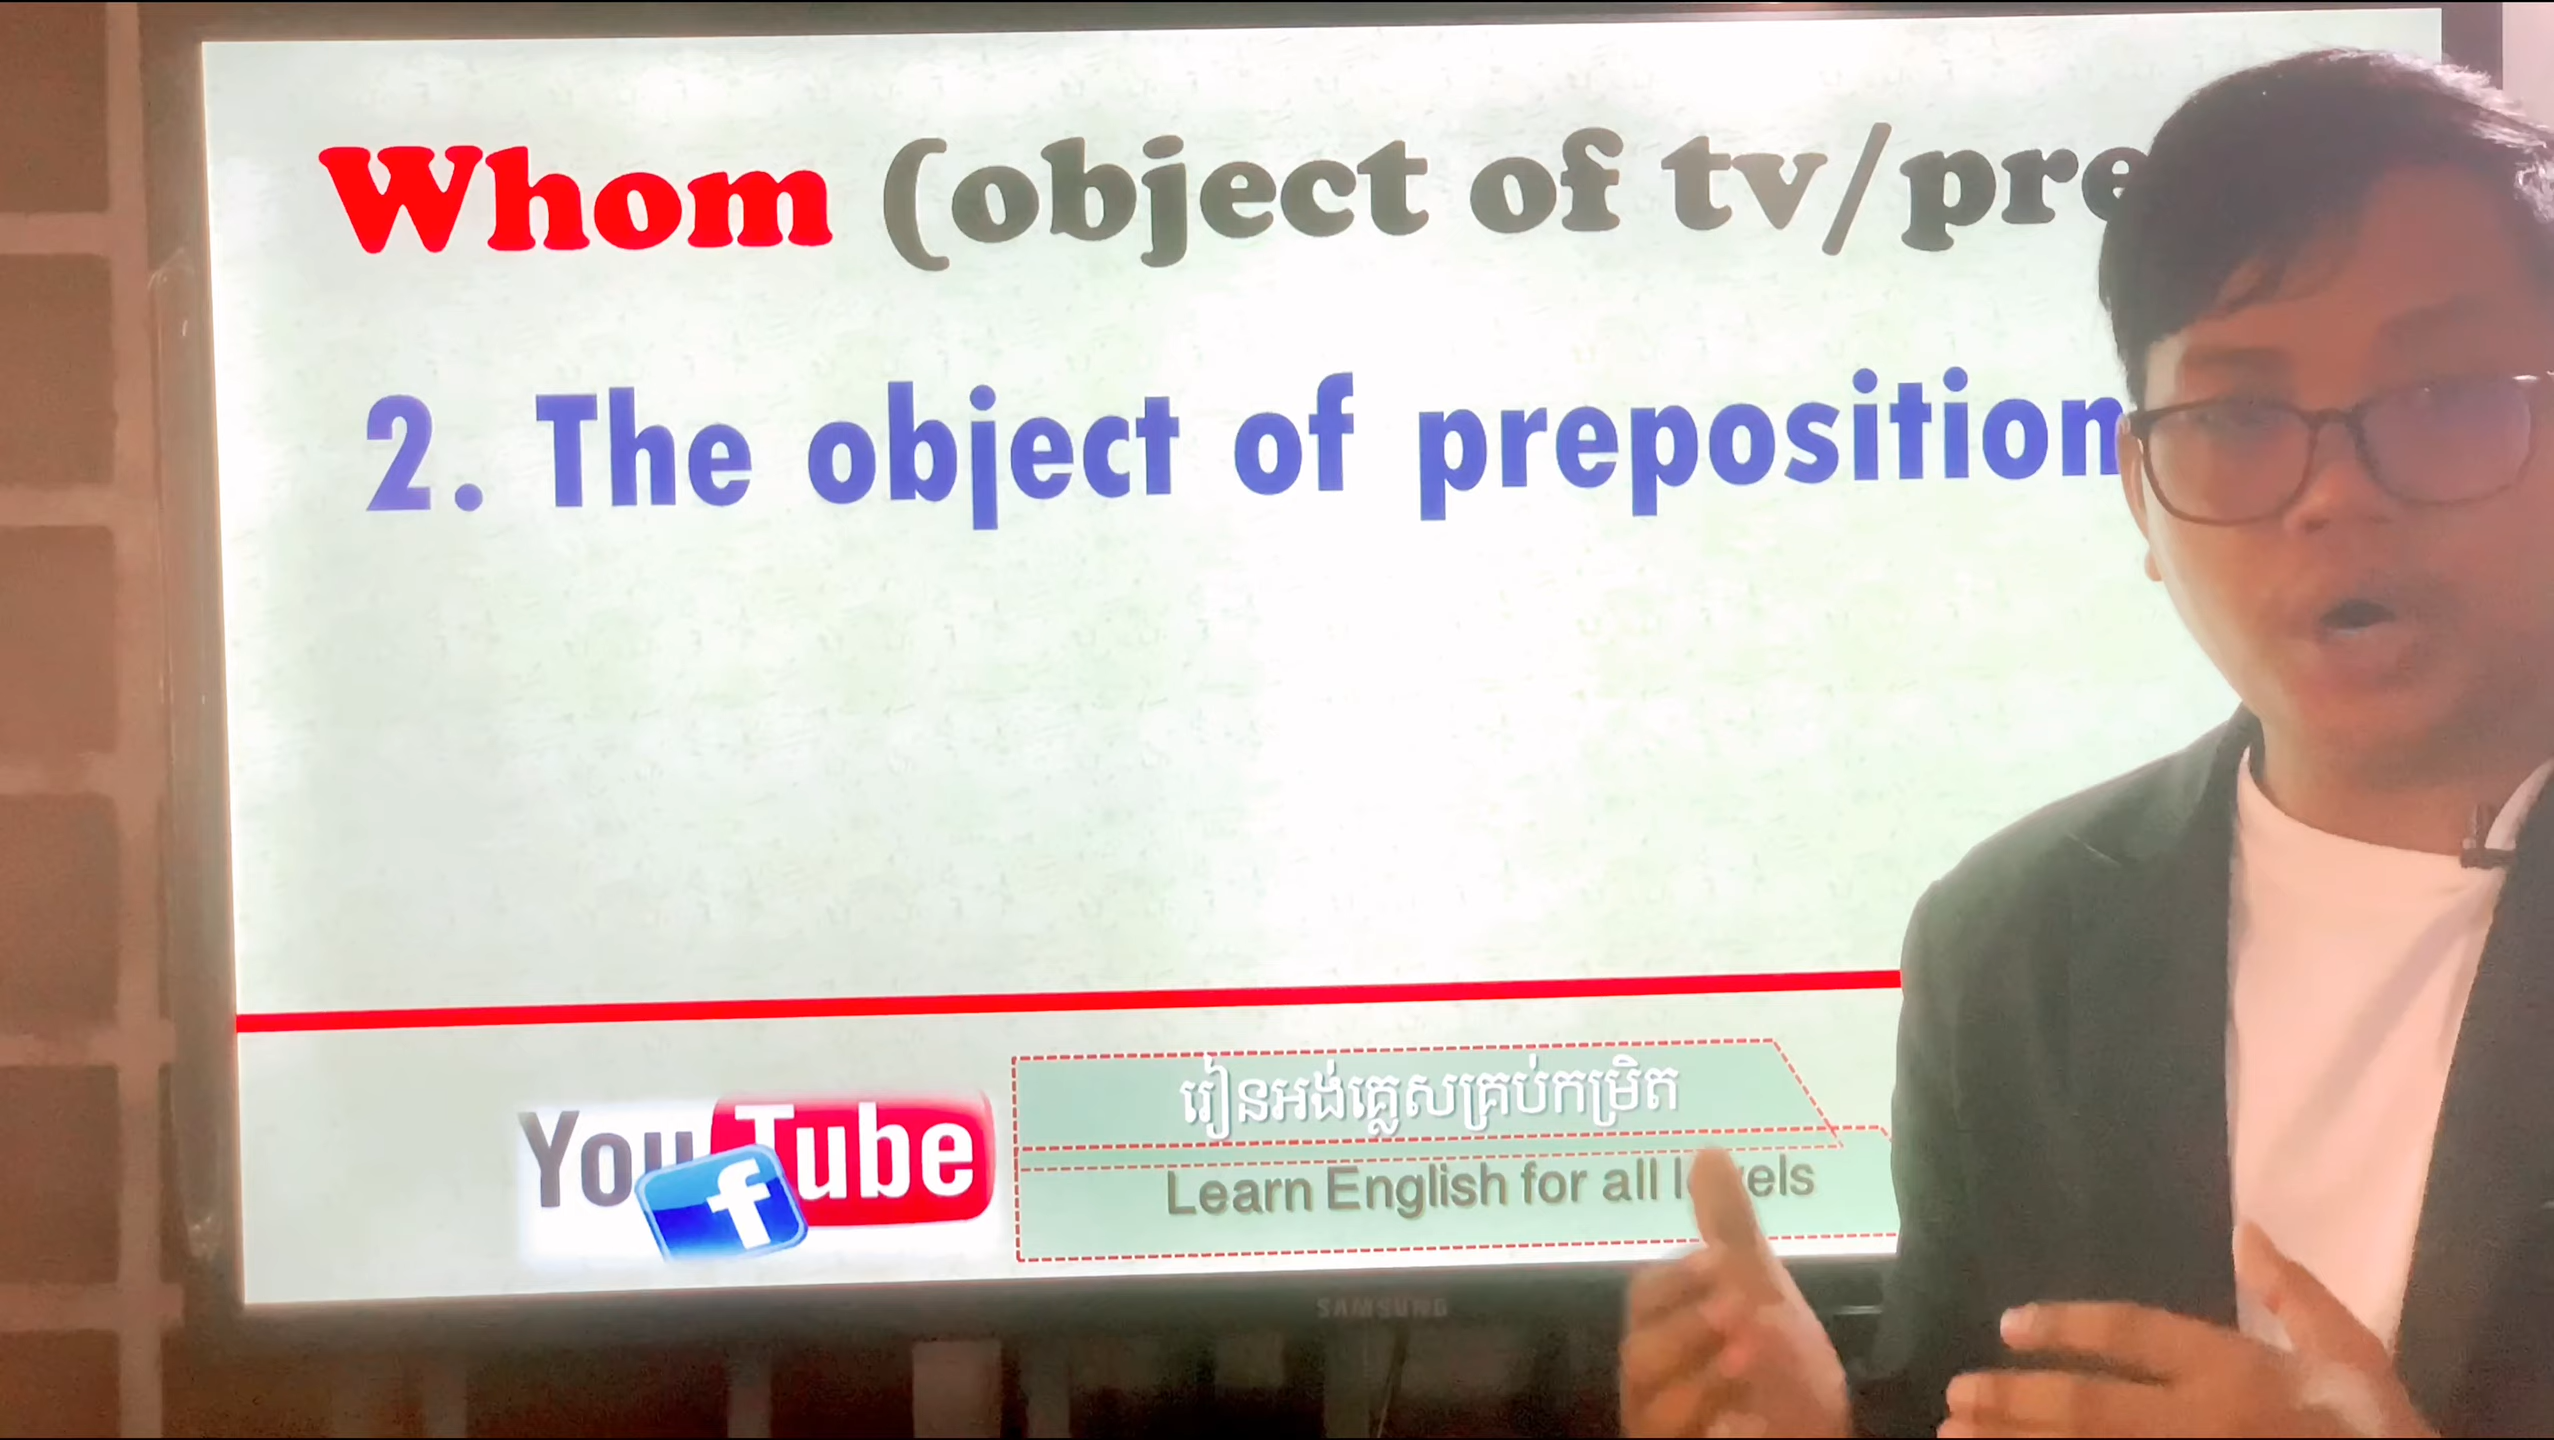 Whom (object of tv/pre
2. The object of preposition
YouTube
f
រៀនអង់គ្លេសគ្រប់កម្រិត
Learn English for all levels
SAMSUNG